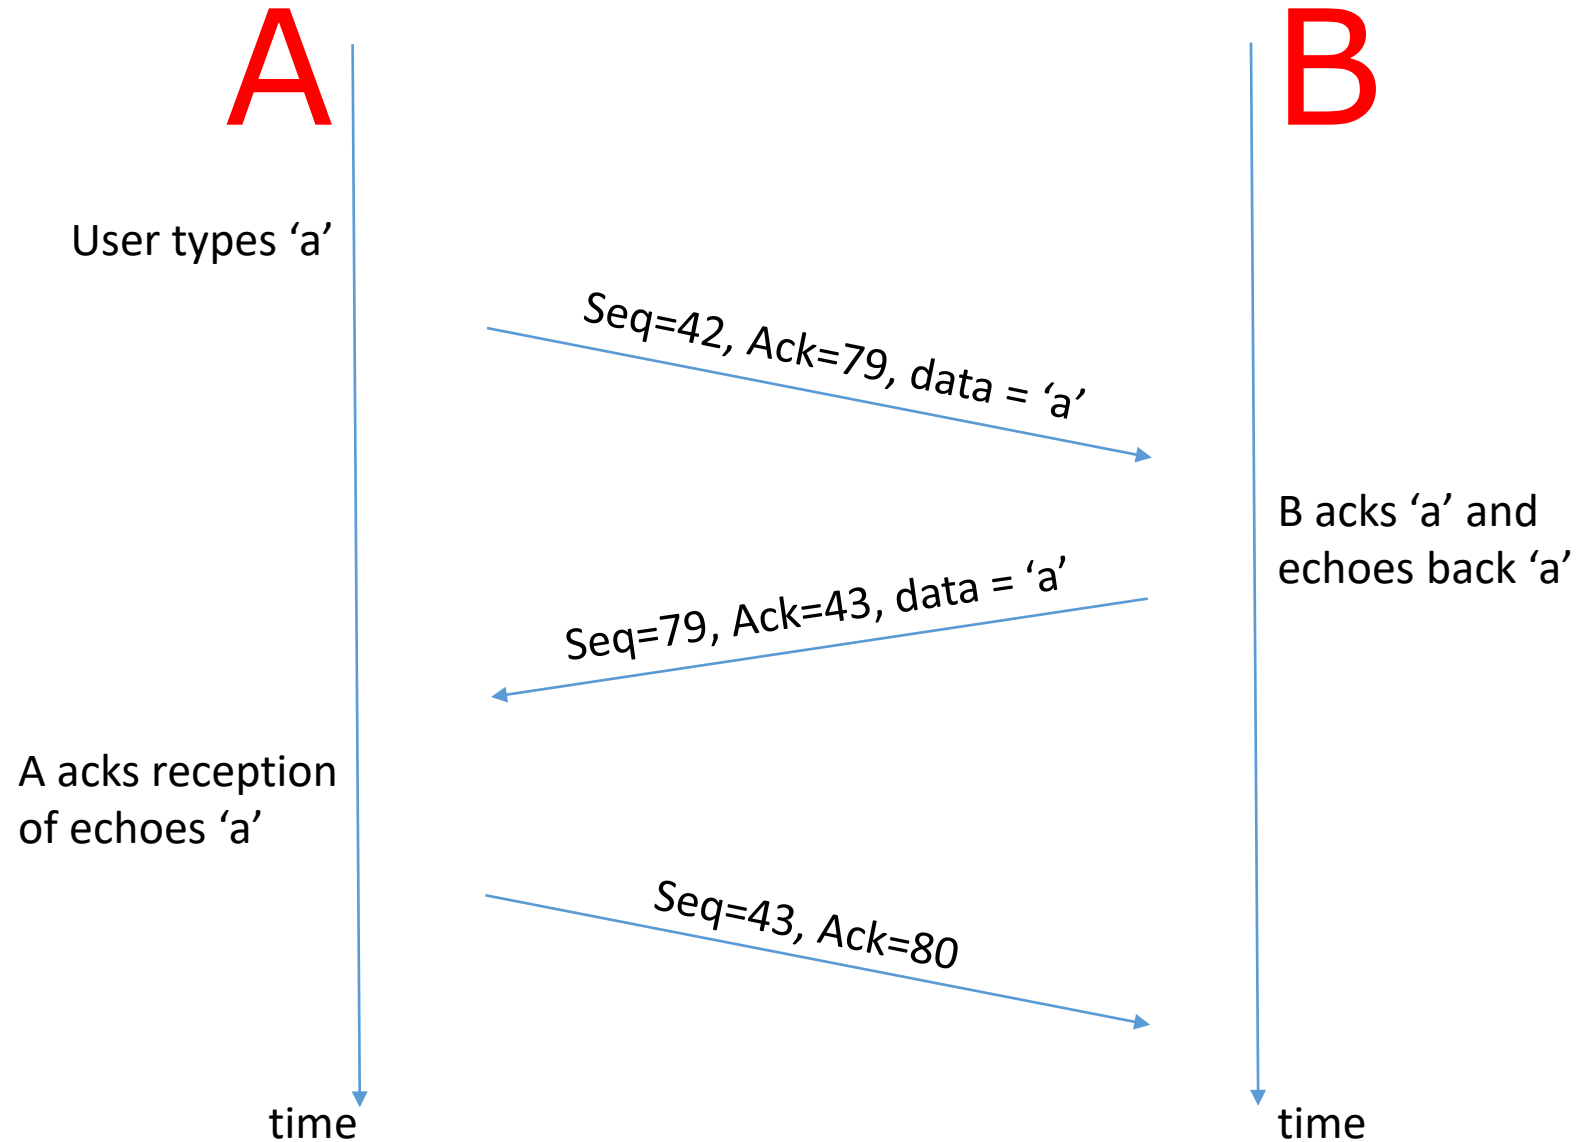 A
B
User types ‘a’
Seq=42, Ack=79, data = ‘a’
B acks ‘a’ and
echoes back ‘a’
Seq=79, Ack=43, data = ‘a’
A acks reception
of echoes ‘a’
Seq=43, Ack=80
time
time